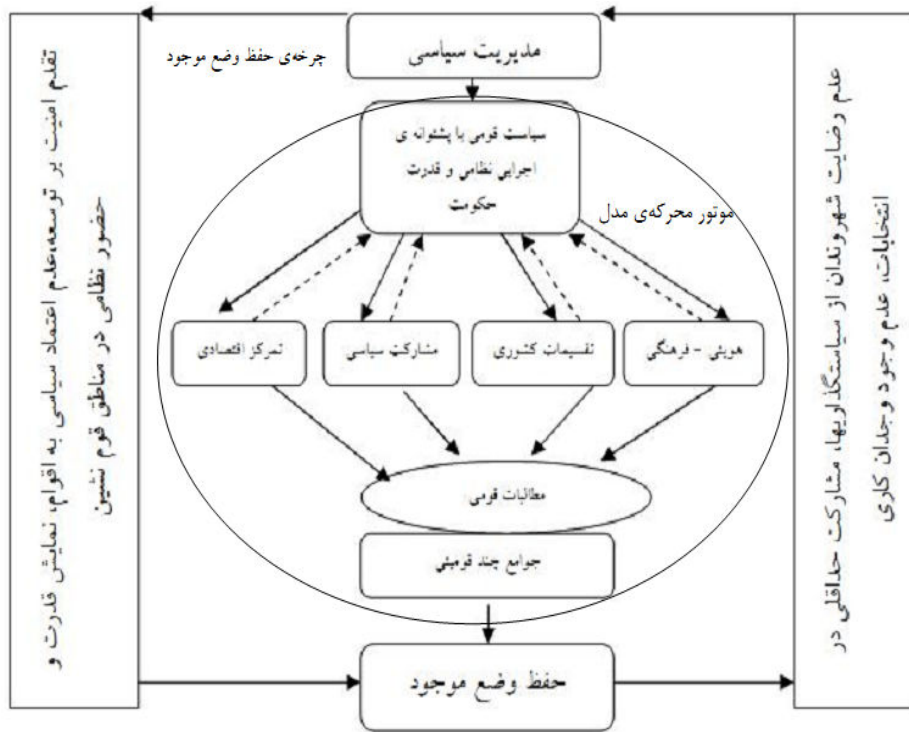 مدیریت سیاسی
چرخه‌ی حفظ وضع موجود
سیاست قومی با پشتوانه ی
اجرایی نظامی و قدرت
حکومت
موتور محرکه‌ی مدل
هویتی - فرهنگی
تقسیمات کشوری
مشارکت سیاسی
تمرکز اقتصادی
مطالبات قومی
جوامع چند قومیتی
حفظ وضع موجود
عدم رضایت شهروندان از سیاستگذاریها، مشارکت حداقلی در
انتخابات، عدم وجود وجدان کاری
تقدم امنیت بر توسعه،عدم اعتماد سیاسی به اقوام، نمایش قدرت و
حضور نظامی در مناطق قوم نشین